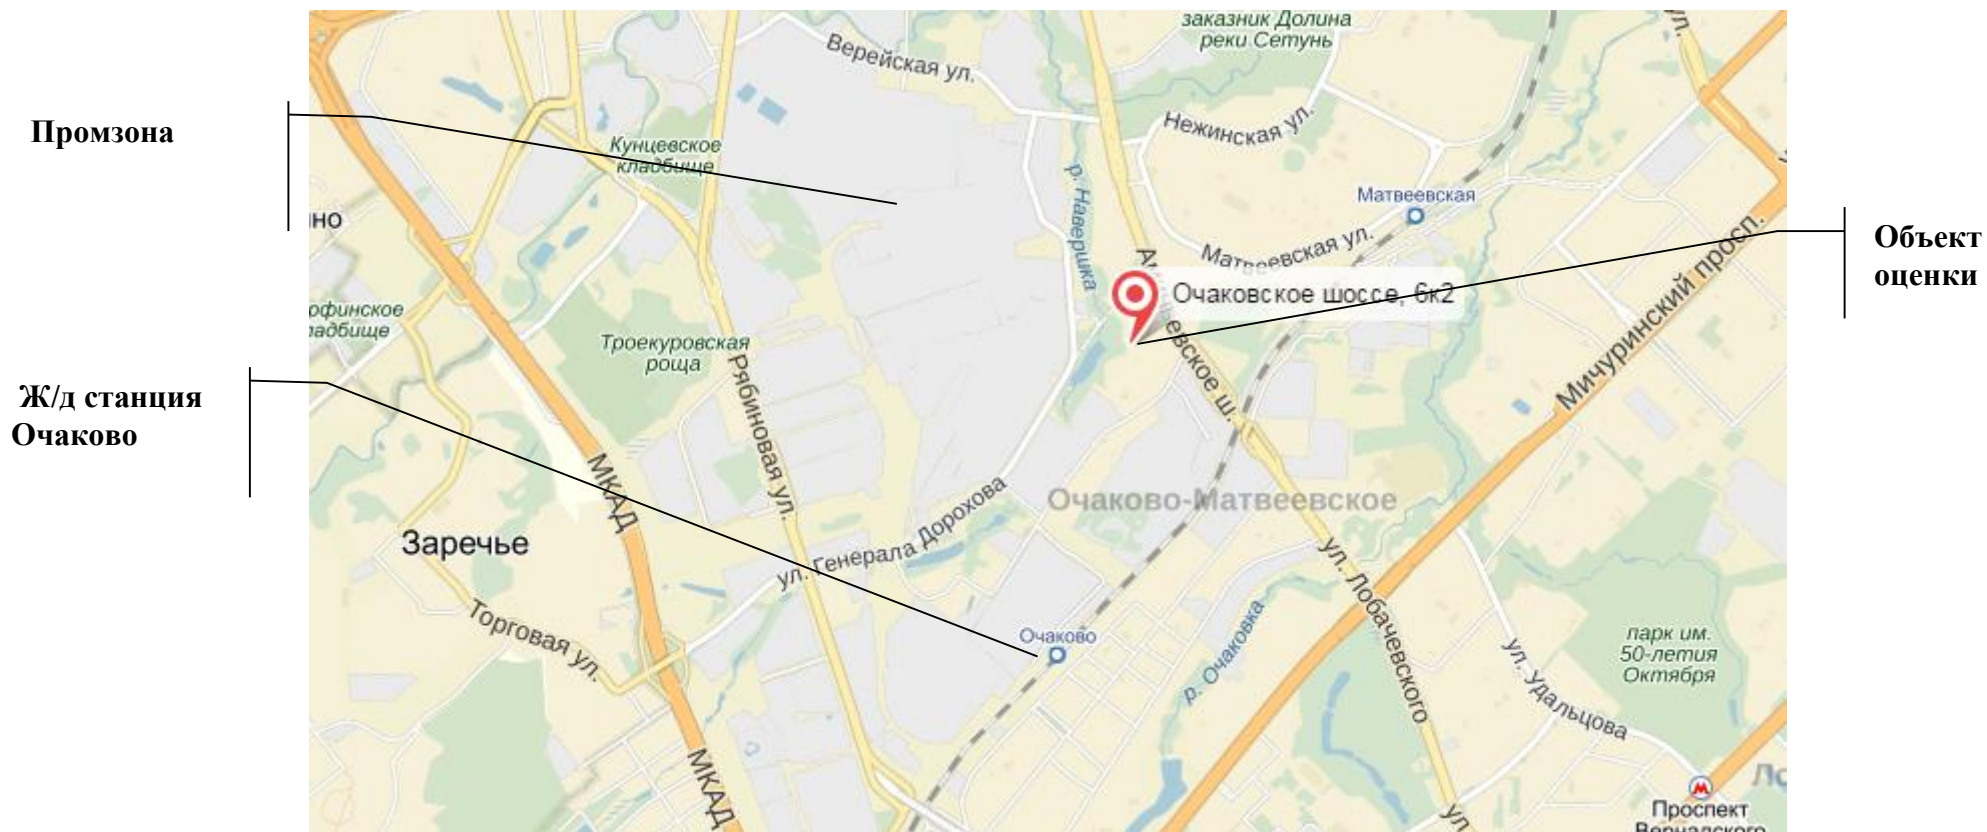 Промзона
Ж/д станция
Очаково
Объект
оценки
заказник Долина
реки Сетунь
Верейская ул.
Нежинская ул.
Кунцевское
кладбище
р. Навершка
Матвеевская
Матвеевская ул.
Очаковское шоссе, 6к2
Мичуринский просп.
Троекуровская
роща
Рябиновая ул.
МКАД
Очаково-Матвеевское
Заречье
ул. Генерала Дорохова
Торговая ул.
Очаково
р. Очаковка
ул. Лобачевского
ул. Удальцова
парк им.
50-летия
Октября
МКАД
ул.
Проспект